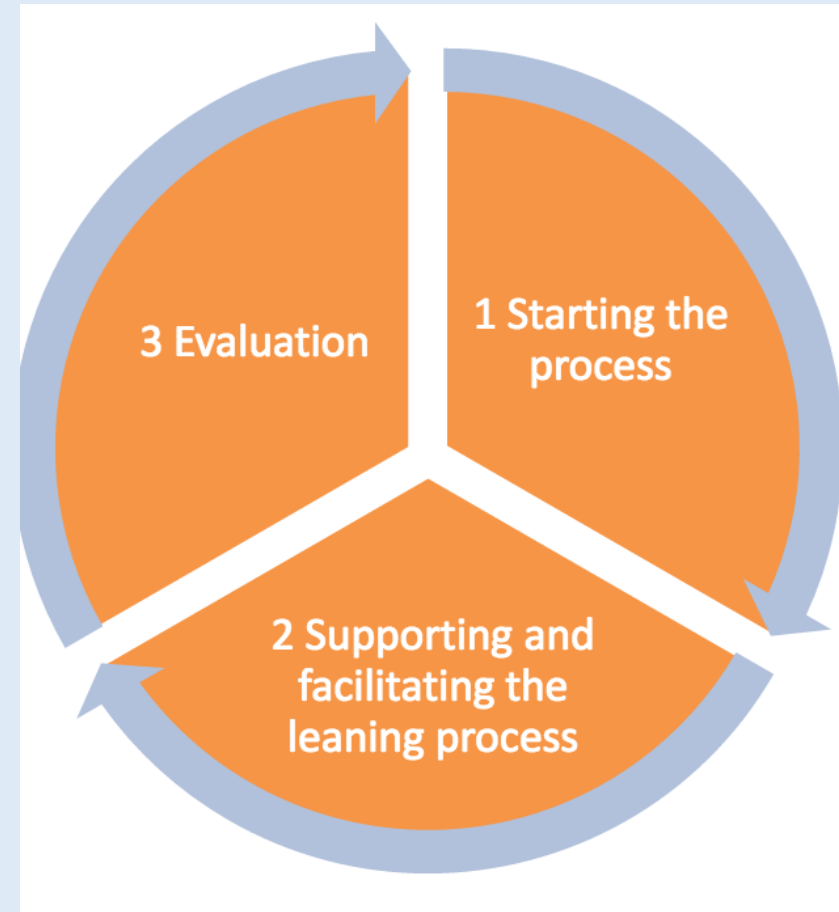 1 Starting the
process
2 Supporting and
facilitating the
leaning process
3 Evaluation